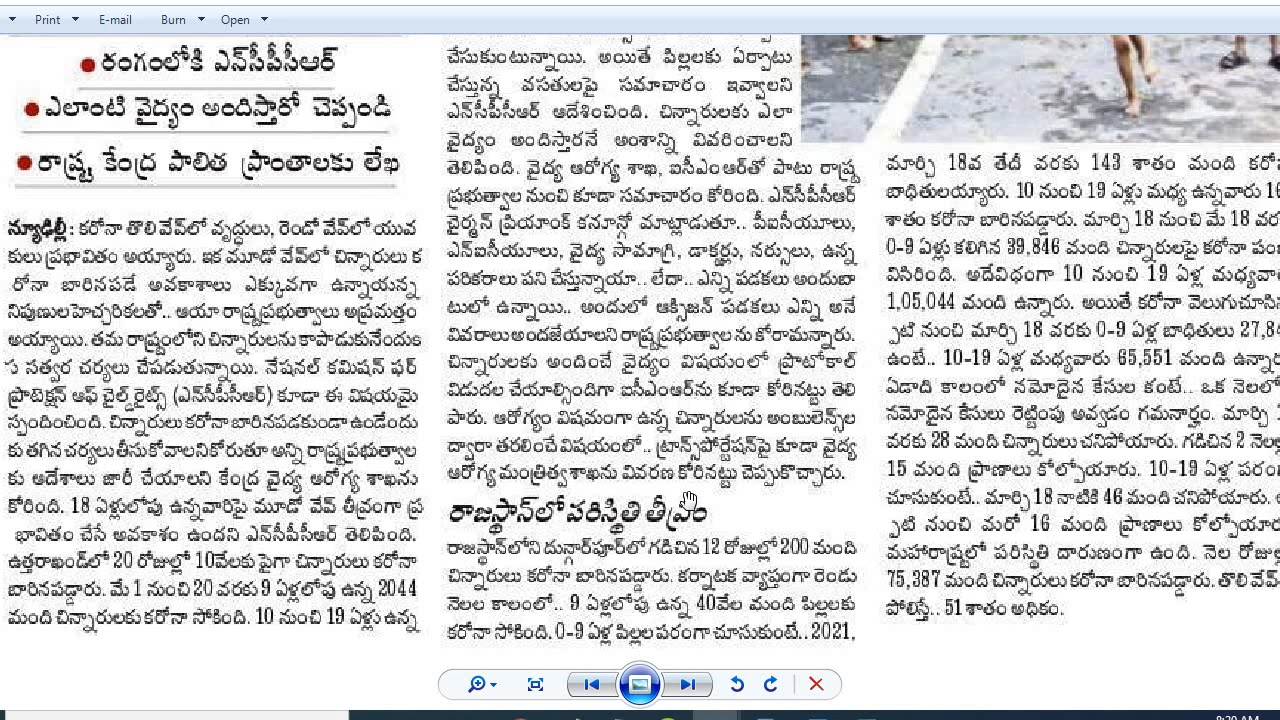 Print
E-mail
Burn
Open
రంగంలోకి ఎన్‌సీపీసీఆర్
ఎలాంటి వైద్యం అందిస్తారో చెప్పండి
రాష్ట్ర, కేంద్ర పాలిత ప్రాంతాలకు లేఖ
న్యూఢిల్లీ: కరోనా తొలి వేవ్‌లో వృద్ధులు, రెండో వేవ్‌లో యువ
కులు ప్రభావితం అయ్యారు. ఇక మూడో వేవ్‌లో చిన్నారులు క
రోనా బారినపడే అవకాశాలు ఎక్కువగా ఉన్నాయన్న
నిపుణుల హెచ్చరికలతో.. ఆయా రాష్ట్ర ప్రభుత్వాలు అప్రమత్తం
అయ్యాయి. తమ రాష్ట్రంలోని చిన్నారులను కాపాడుకునేందుకు
సత్వర చర్యలు చేపడుతున్నాయి. నేషనల్ కమిషన్ ఫర్
ప్రొటెక్షన్ ఆఫ్ చైల్డ్ రైట్స్ (ఎన్‌సీపీసీఆర్) కూడా ఈ విషయమై
స్పందించింది. చిన్నారులు కరోనా బారినపడకుండా ఉండేందు
కు తగిన చర్యలు తీసుకోవాలని కోరుతూ అన్ని రాష్ట్ర ప్రభుత్వాల
కు ఆదేశాలు జారీ చేయాలని కేంద్ర వైద్య ఆరోగ్య శాఖను
కోరింది. 18 ఏళ్లలోపు ఉన్నవారిపై మూడో వేవ్ తీవ్రంగా ప్ర
భావితం చేసే అవకాశం ఉందని ఎన్‌సీపీసీఆర్ తెలిపింది.
ఉత్తరాఖండ్‌లో 20 రోజుల్లో 10వేలకు పైగా చిన్నారులు కరోనా
బారినపడ్డారు. మే 1 నుంచి 20 వరకు 9 ఏళ్లలోపు ఉన్న 2044
మంది చిన్నారులకు కరోనా సోకింది. 10 నుంచి 19 ఏళ్లు ఉన్న
చేసుకుంటున్నాయి. అయితే పిల్లలకు ఏర్పాటు
చేస్తున్న వసతులపై సమాచారం ఇవ్వాలని
ఎన్‌సీపీసీఆర్ ఆదేశించింది. చిన్నారులకు ఎలా
వైద్యం అందిస్తారనే అంశాన్ని వివరించాలని
తెలిపింది. వైద్య ఆరోగ్య శాఖ, ఐసీఎంఆర్‌తో పాటు రాష్ట్ర
ప్రభుత్వాల నుంచి కూడా సమాచారం కోరింది. ఎన్‌సీపీసీఆర్
చైర్మన్ ప్రియాంక్ కనూన్గో మాట్లాడుతూ.. పీఐసీయూలు,
ఎన్ఐసీయూలు, వైద్య సామాగ్రి, డాక్టర్లు, నర్సులు, ఉన్న
పరికరాలు పని చేస్తున్నాయా.. లేదా.. ఎన్ని పడకలు అందుబా
టులో ఉన్నాయి.. అందులో ఆక్సిజన్ పడకలు ఎన్ని అనే
వివరాలు అందజేయాలని రాష్ట్ర ప్రభుత్వాలను కోరామన్నారు.
చిన్నారులకు అందించే వైద్యం విషయంలో ప్రొటోకాల్
విడుదల చేయాల్సిందిగా ఐసీఎంఆర్‌ను కూడా కోరినట్టు తెలి
పారు. ఆరోగ్యం విషమంగా ఉన్న చిన్నారులను అంబులెన్స్‌ల
ద్వారా తరలించే విషయంలో.. ట్రాన్స్‌పోర్టేషన్‌పై కూడా వైద్య
ఆరోగ్య మంత్రిత్వ శాఖను వివరణ కోరినట్టు చెప్పుకొచ్చారు.
రాజస్థాన్‌లో పరిస్థితి తీవ్రం
రాజస్థాన్‌లోని దున్గార్‌పూర్‌లో గడిచిన 12 రోజుల్లో 200 మంది
చిన్నారులు కరోనా బారినపడ్డారు. కర్నాటక వ్యాప్తంగా రెండు
నెలల కాలంలో.. 9 ఏళ్లలోపు ఉన్న 40వేల మంది పిల్లలకు
కరోనా సోకింది. 0-9 ఏళ్ల పిల్లల పరంగా చూసుకుంటే.. 2021,
మార్చి 18వ తేదీ వరకు 143 శాతం మంది కరో
బాధితులయ్యారు. 10 నుంచి 19 ఏళ్లు మధ్య ఉన్నవారు 16
శాతం కరోనా బారినపడ్డారు. మార్చి 18 నుంచి మే 18 వర
0-9 ఏళ్లు కలిగిన 39,846 మంది చిన్నారులపై కరోనా పం
విసిరింది. అదేవిధంగా 10 నుంచి 19 ఏళ్ల మధ్యవా
1,05,044 మంది ఉన్నారు. అయితే కరోనా వెలుగుచూసి
ప్పటి నుంచి మార్చి 18 వరకు 0-9 ఏళ్ల బాధితులు 27,8
ఉంటే.. 10-19 ఏళ్ల మధ్యవారు 65,551 మంది ఉన్నా
ఏడాది కాలంలో నమోదైన కేసుల కంటే.. ఒక నెలలో
నమోదైన కేసులు రెట్టింపు అవ్వడం గమనార్హం. మార్చి
వరకు 28 మంది చిన్నారులు చనిపోయారు. గడిచిన 2 నెల
15 మంది ప్రాణాలు కోల్పోయారు. 10-19 ఏళ్ల పరం
చూసుకుంటే.. మార్చి 18 నాటికి 46 మంది చనిపోయారు.
ప్పటి నుంచి మరో 16 మంది ప్రాణాలు కోల్పోయా
మహారాష్ట్రలో పరిస్థితి దారుణంగా ఉంది. నెల రోజు
75,387 మంది చిన్నారులు కరోనా బారినపడ్డారు. తొలి వేవ్
పోలిస్తే.. 51 శాతం అధికం.